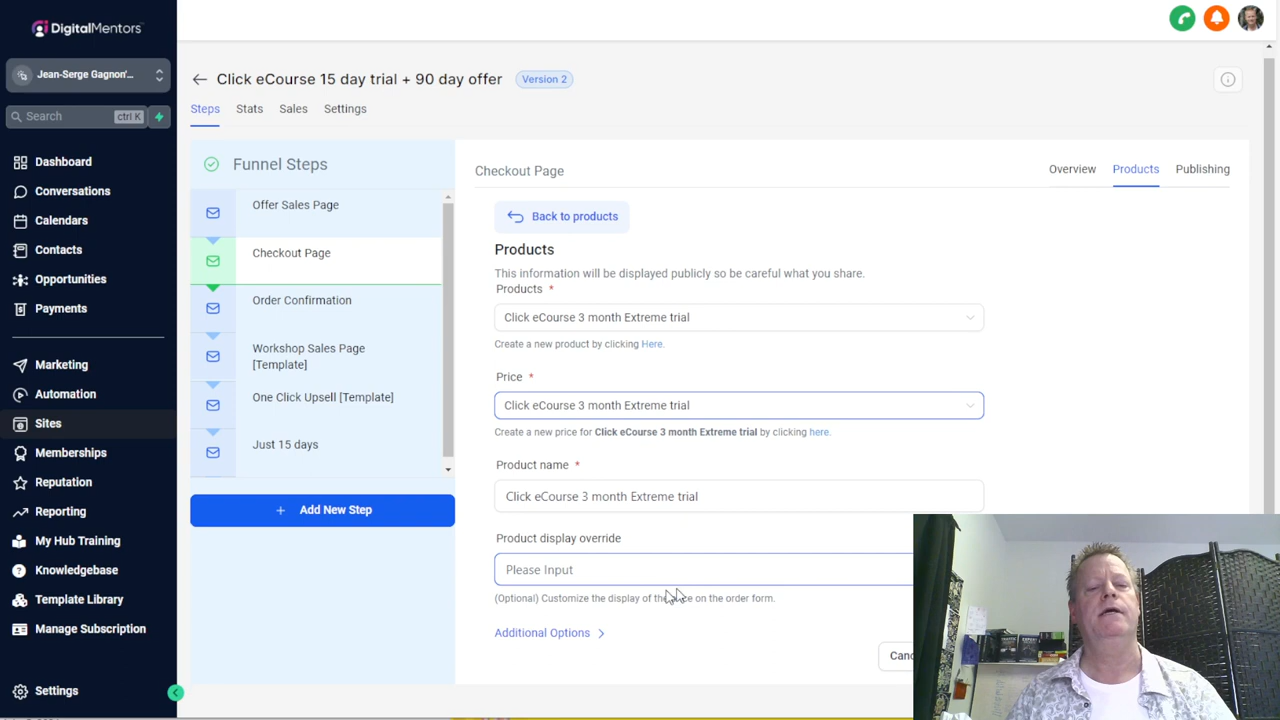 DigitalMentors
Jean-Serge Gagnon'...
Search
ctrl K
Dashboard
Conversations
Calendars
Contacts
Opportunities
Payments
Marketing
Automation
Sites
Memberships
Reputation
Reporting
My Hub Training
Knowledgebase
Template Library
Manage Subscription
Settings
Click eCourse 15 day trial + 90 day offer
Version 2
Steps
Stats
Sales
Settings
Funnel Steps
Offer Sales Page
Checkout Page
Order Confirmation
Workshop Sales Page
[Template]
One Click Upsell [Template]
Just 15 days
+ Add New Step
Checkout Page
Overview
Products
Publishing
Back to products
Products
This information will be displayed publicly so be careful what you share.
Products *
Click eCourse 3 month Extreme trial
Create a new product by clicking Here.
Price *
Click eCourse 3 month Extreme trial
Create a new price for Click eCourse 3 month Extreme trial by clicking here.
Product name *
Click eCourse 3 month Extreme trial
Product display override
Please Input
(Optional) Customize the display of the on the order form.
Additional Options